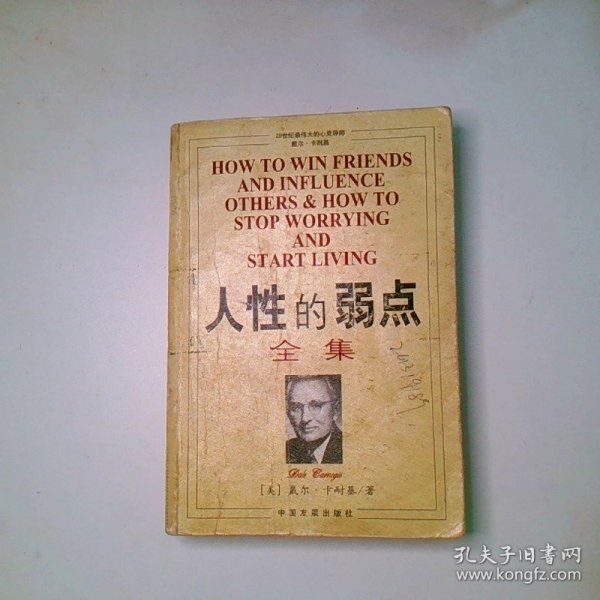 20世纪最伟大的心灵导师
戴尔·卡耐基
HOW TO WIN FRIENDS
AND INFLUENCE
OTHERS & HOW TO
STOP WORRYING
AND
START LIVING
人性的弱点
全集
Dale Carnegie
[美] 戴尔·卡耐基/著
中国发展出版社
孔夫子旧书网
www.kongfz.com